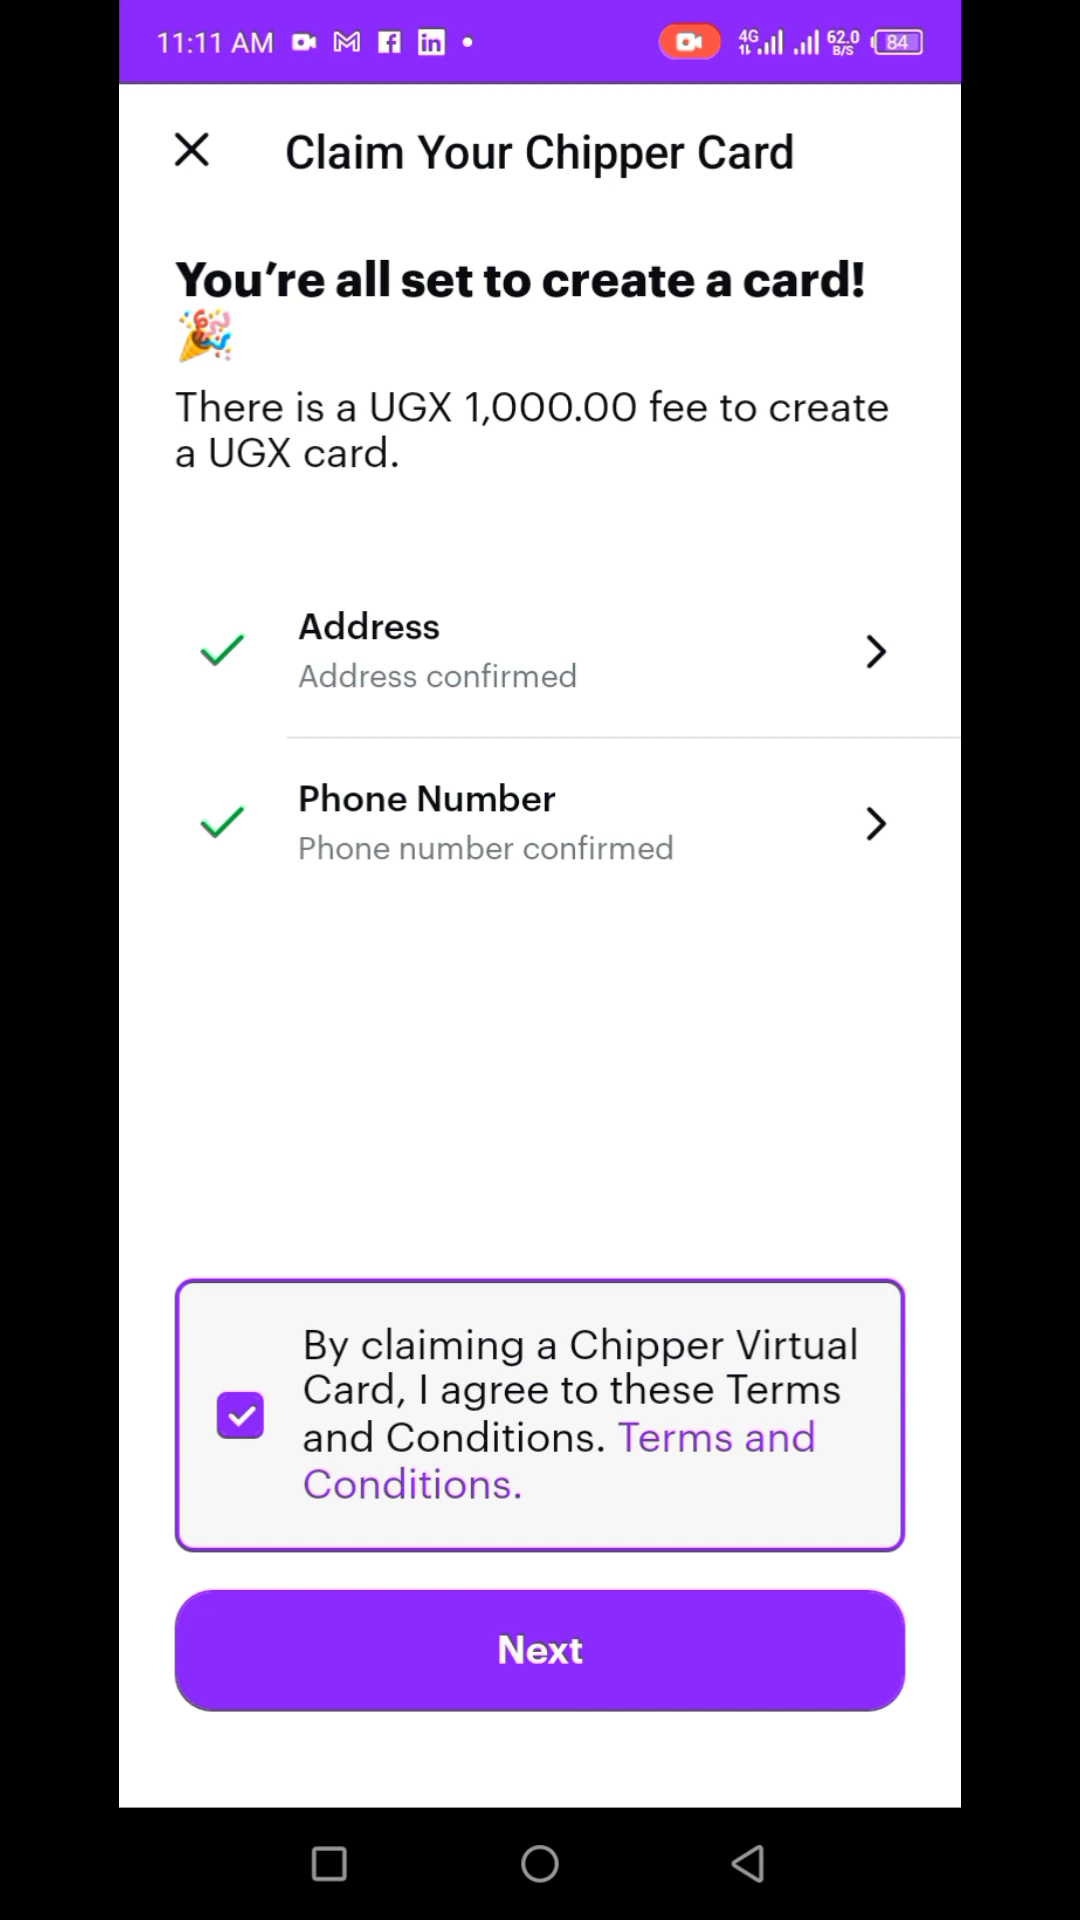 11:11 AM
4G
62.0
B/S
84
Claim Your Chipper Card
You’re all set to create a card!
🎉
There is a UGX 1,000.00 fee to create
a UGX card.
Address
Address confirmed
Phone Number
Phone number confirmed
By claiming a Chipper Virtual
Card, I agree to these Terms
and Conditions. Terms and
Conditions.
Next